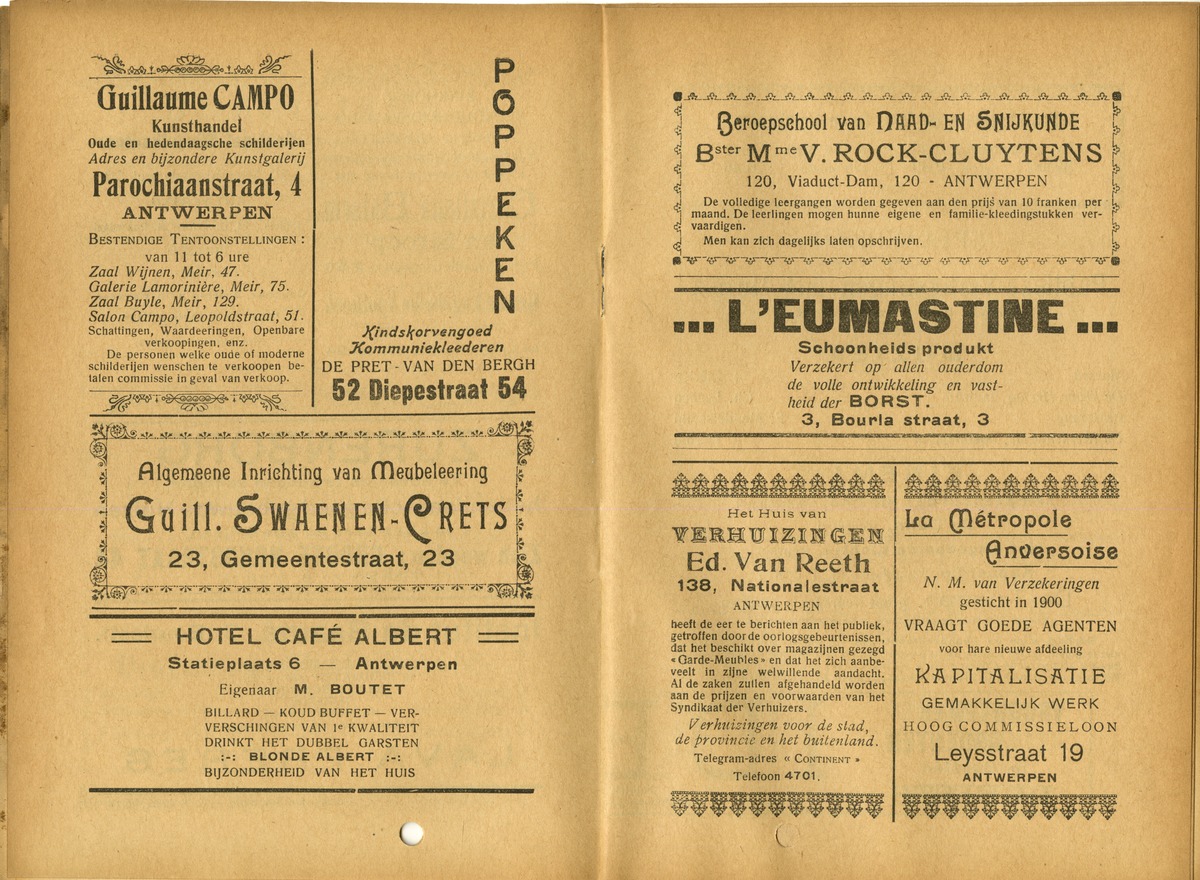 Guillaume CAMPO
Kunsthandel
Oude en hedendaagsche schilderijen
Adres en bijzondere Kunstgalerij
Parochiaanstraat, 4
ANTWERPEN
BESTENDIGE TENTOONSTELLINGEN :
van 11 tot 6 ure
Zaal Wijnen, Meir, 47.
Galerie Lamorinière, Meir, 75.
Zaal Buyle, Meir, 129.
Salon Campo, Leopoldstraat, 51.
Schattingen, Waardeeringen, Openbare
verkoopingen, enz.
De personen welke oude of moderne
schilderijen wenschen te verkoopen be-
talen commissie in geval van verkoop.
POPPEKEN
Kindskorvengoed
Kommuniekleederen
DE PRET - VAN DEN BERGH
52 Diepestraat 54
Algemeene Inrichting van Meubeleering
Guill. SWAENEN-CRETS
23, Gemeentestraat, 23
HOTEL CAFÉ ALBERT
Statieplaats 6 — Antwerpen
Eigenaar M. BOUTET
BILLARD — KOUD BUFFET — VER-
VERSCHINGEN VAN 1e KWALITEIT
DRINKT HET DUBBEL GARSTEN
:-: BLONDE ALBERT :-:
BIJZONDERHEID VAN HET HUIS
Beroepschool van NAAD- EN SNIJKUNDE
Bster Mme V. ROCK-CLUYTENS
120, Viaduct-Dam, 120 - ANTWERPEN
De volledige leergangen worden gegeven aan den prijs van 10 franken per
maand. De leerlingen mogen hunne eigene en familie-kleedingstukken ver-
vaardigen.
Men kan zich dagelijks laten opschrijven.
... L'EUMASTINE ...
Schoonheids produkt
Verzekert op allen ouderdom
de volle ontwikkeling en vast-
heid der BORST.
3, Bourla straat, 3
Het Huis van
VERHUIZINGEN
Ed. Van Reeth
138, Nationalestraat
ANTWERPEN
heeft de eer te berichten aan het publiek,
getroffen door de oorlogsgebeurtenissen,
dat het beschikt over magazijnen gezegd
« Garde-Meubles » en dat het zich aanbe-
veelt in zijne welwillende aandacht.
Al de zaken zullen afgehandeld worden
aan de prijzen en voorwaarden van het
Syndikaat der Verhuizers.
Verhuizingen voor de stad,
de provincie en het buitenland.
Telegram-adres « CONTINENT »
Telefoon 4701.
La Métropole
Anversoise
N. M. van Verzekeringen
gesticht in 1900
VRAAGT GOEDE AGENTEN
voor hare nieuwe afdeeling
KAPITALISATIE
GEMAKKELIJK WERK
HOOG COMMISSIELOON
Leysstraat 19
ANTWERPEN